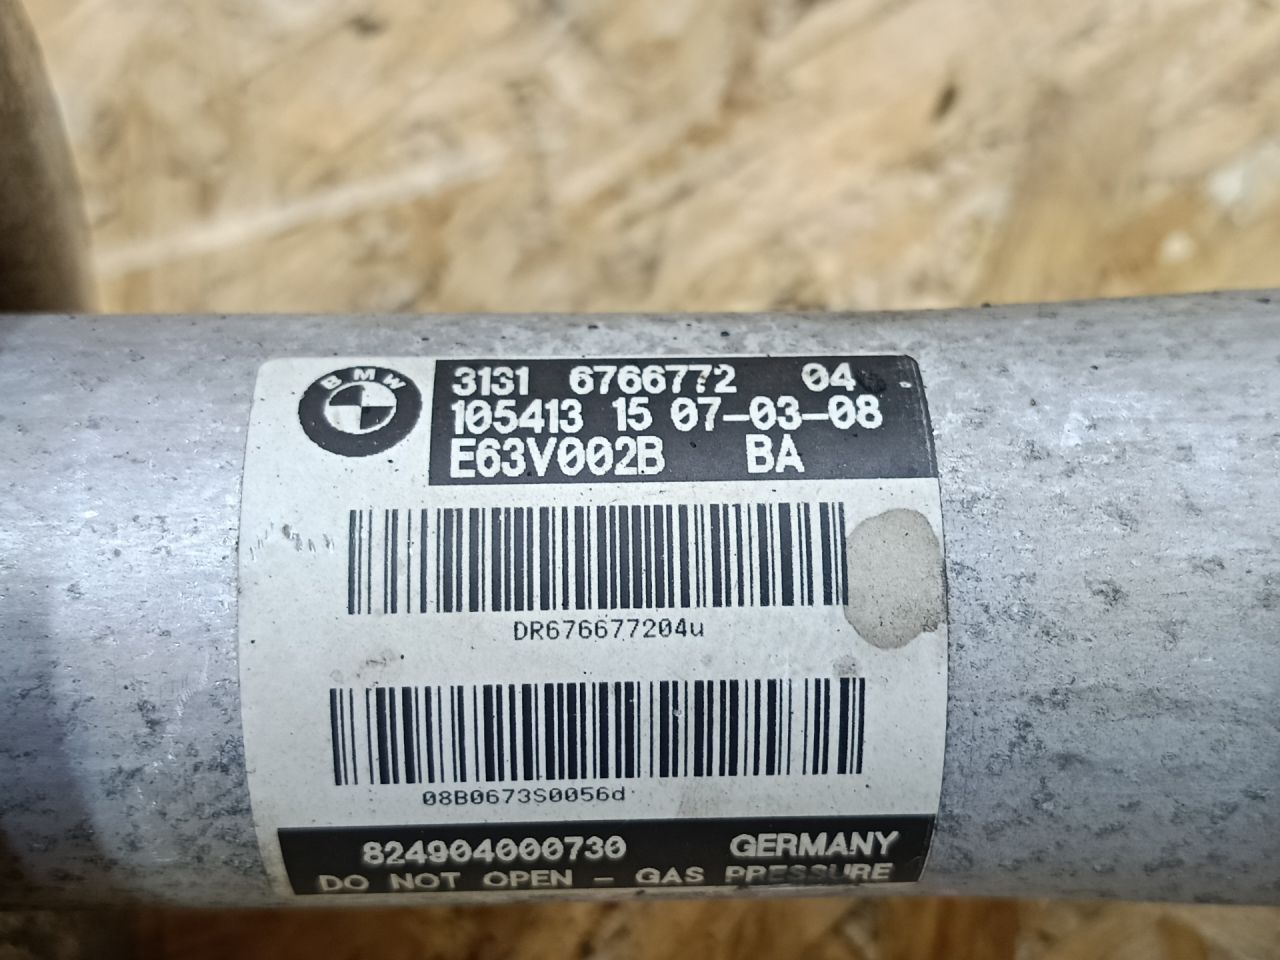 BMW
3131 6766772 04
105413 15 07-03-08
E63V002B BA
DR676677204u
08B0673S0056d
824904000730 GERMANY
DO NOT OPEN - GAS PRESSURE